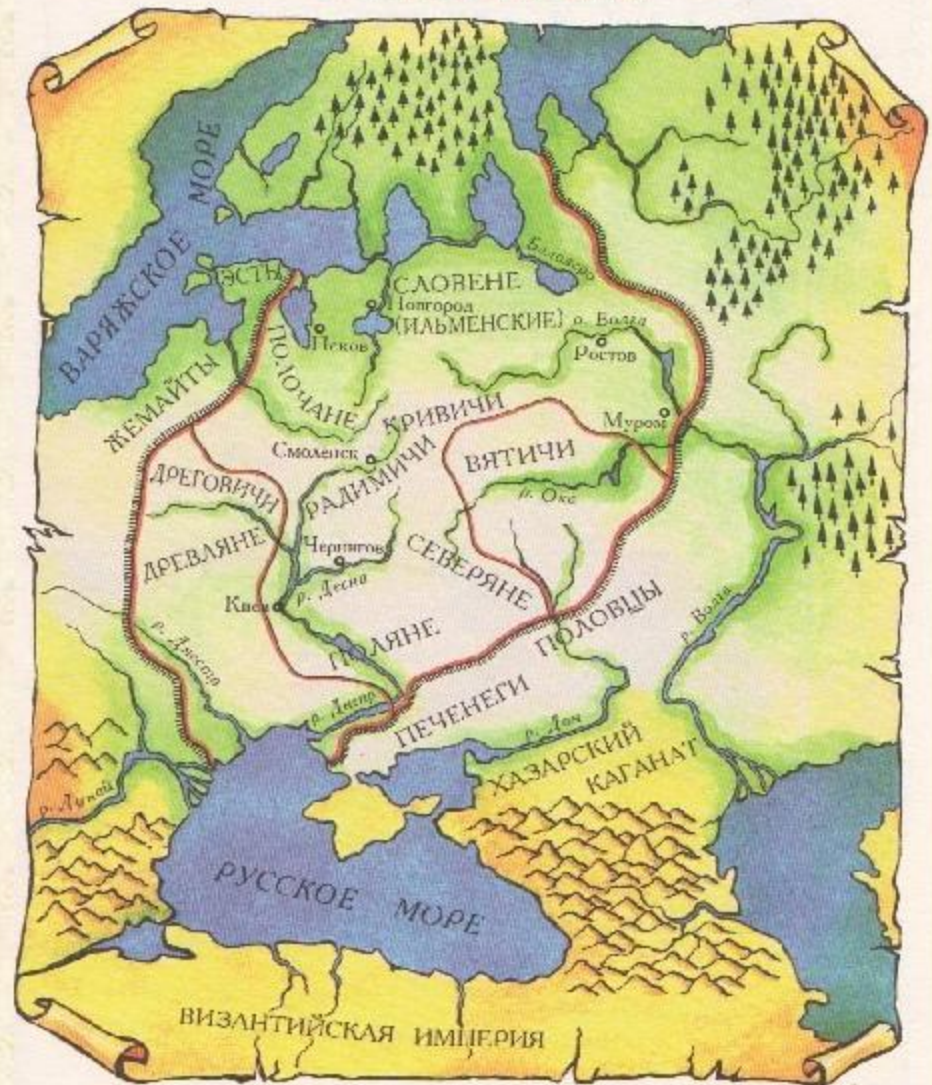 ВАРЯЖСКОЕ МОРЕ
ЭСТЫ
Белоозеро
СЛОВЕНЕ
Новгород
(ИЛЬМЕНСКИЕ)
р. Волга
Псков
Ростов
ПОЛОЧАНЕ
ЖЕМАЙТЫ
КРИВИЧИ
Муром
Смоленск
РАДИМИЧИ
ВЯТИЧИ
ДРЕГОВИЧИ
р. Ока
ДРЕВЛЯНЕ
Чернигов
СЕВЕРЯНЕ
р. Десна
Киев
ПОЛЯНЕ
ПОЛОВЦЫ
р. Волга
р. Днестр
р. Днепр
ПЕЧЕНЕГИ
р. Дон
ХАЗАРСКИЙ
КАГАНАТ
р. Дунай
РУССКОЕ МОРЕ
ВИЗАНТИЙСКАЯ ИМПЕРИЯ